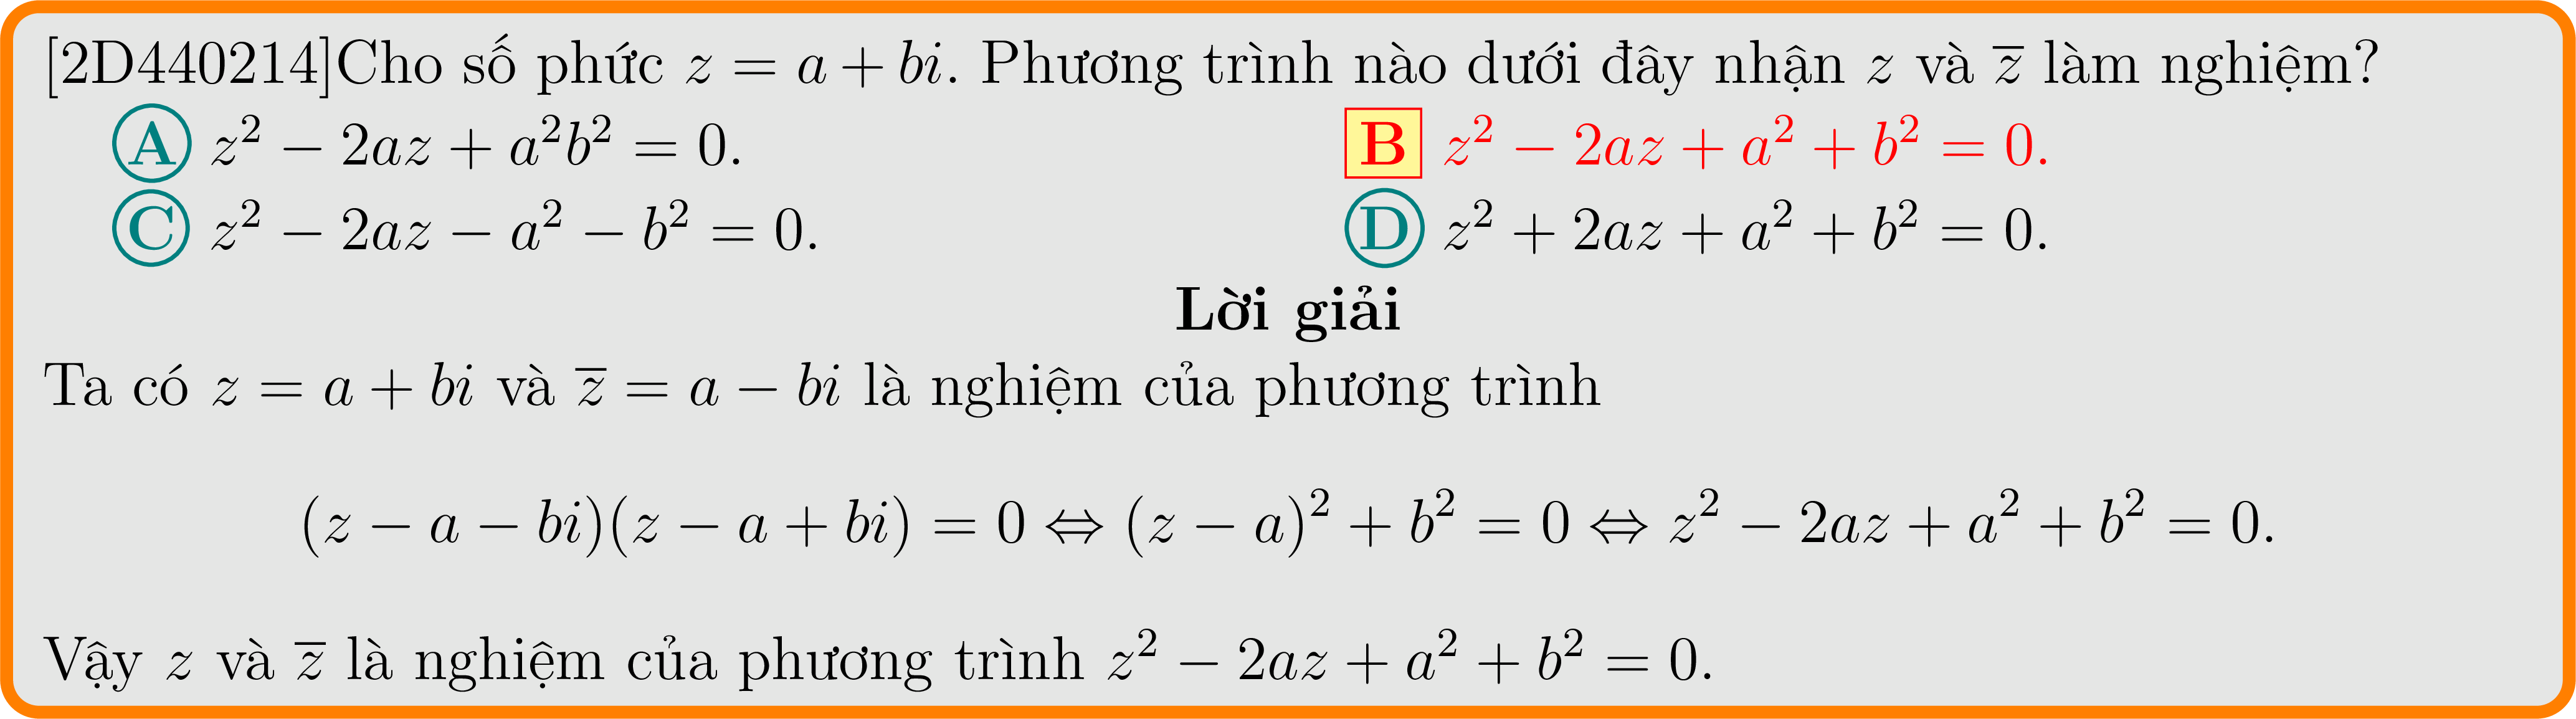 [2D440214]Cho số phức $z = a + bi$. Phương trình nào dưới đây nhận $z$ và $\overline{z}$ làm nghiệm?
A $z^2 - 2az + a^2b^2 = 0$. B $z^2 - 2az + a^2 + b^2 = 0$.
C $z^2 - 2az - a^2 - b^2 = 0$. D $z^2 + 2az + a^2 + b^2 = 0$.
Lời giải
Ta có $z = a + bi$ và $\overline{z} = a - bi$ là nghiệm của phương trình
$(z - a - bi)(z - a + bi) = 0 \Leftrightarrow (z - a)^2 + b^2 = 0 \Leftrightarrow z^2 - 2az + a^2 + b^2 = 0.$
Vậy $z$ và $\overline{z}$ là nghiệm của phương trình $z^2 - 2az + a^2 + b^2 = 0$.